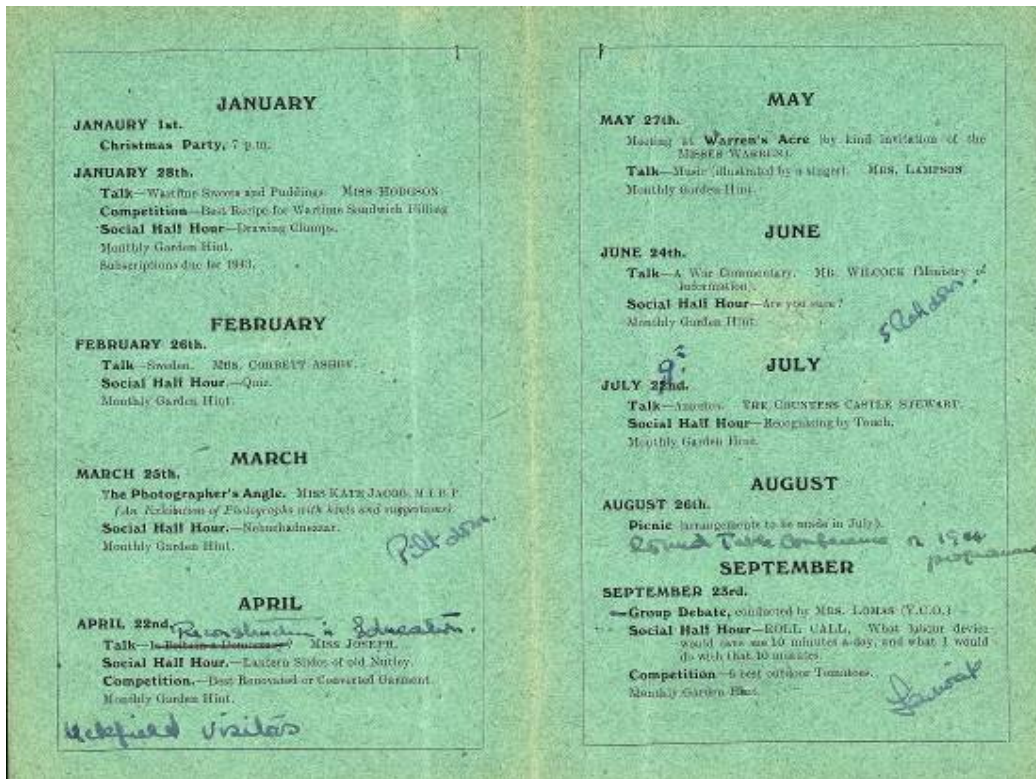 JANUARY
JANAURY 1st.
Christmas Party, 7 p.m.
JANUARY 28th.
Talk—Wartime Sweets and Puddings. MISS HODGSON
Competition—Best Recipe for Wartime Sandwich Filling
Social Half Hour—Drawing Clumps.
Monthly Garden Hint.
Subscriptions due for 1943.
FEBRUARY
FEBRUARY 26th.
Talk—Sweden. MRS. CORBETT ASHBY.
Social Half Hour.—Quiz.
Monthly Garden Hint.
MARCH
MARCH 25th.
The Photographer's Angle. MISS KATE JACOB,
(An Exhibition of Photographs with hints and suggestions).
Social Half Hour.—Nebuchadnezzar.
Monthly Garden Hint.
Piltdown.
APRIL
APRIL 22nd. Reconstruction in Education.
Talk—Is Britain a Democracy? MISS JOSEPH.
Social Half Hour.—Lantern Slides of old Nutley.
Competition.—Best Renovated or Converted Garment.
Monthly Garden Hint.
Uckfield Visitors
MAY
MAY 27th.
Meeting at Warren's Acre (by kind invitation of the
MISSES WARREN).
Talk—Music (illustrated by a singer). MRS. LAMPSON.
Monthly Garden Hint.
JUNE
JUNE 24th.
Talk—A War Commentary. MR. WILCOCK (Ministry of
Information).
Social Half Hour—Are you sure?
Monthly Garden Hint.
JULY
JULY 22nd.
Talk— THE COUNTESS CASTLE STEWART.
Social Half Hour—Recognising by Touch.
Monthly Garden Hint.
AUGUST
AUGUST 26th.
Picnic (arrangements to be made in July).
Round Table Conference 1944
programme
SEPTEMBER
SEPTEMBER 23rd.
Group Debate, conducted by MRS. LOMAS (V.C.O.)
Social Half Hour—ROLL CALL. What labour device
would save me 10 minutes a day, and what I would
do with that 10 minutes.
Competition—6 best outdoor Tomatoes.
Monthly Garden Hint.